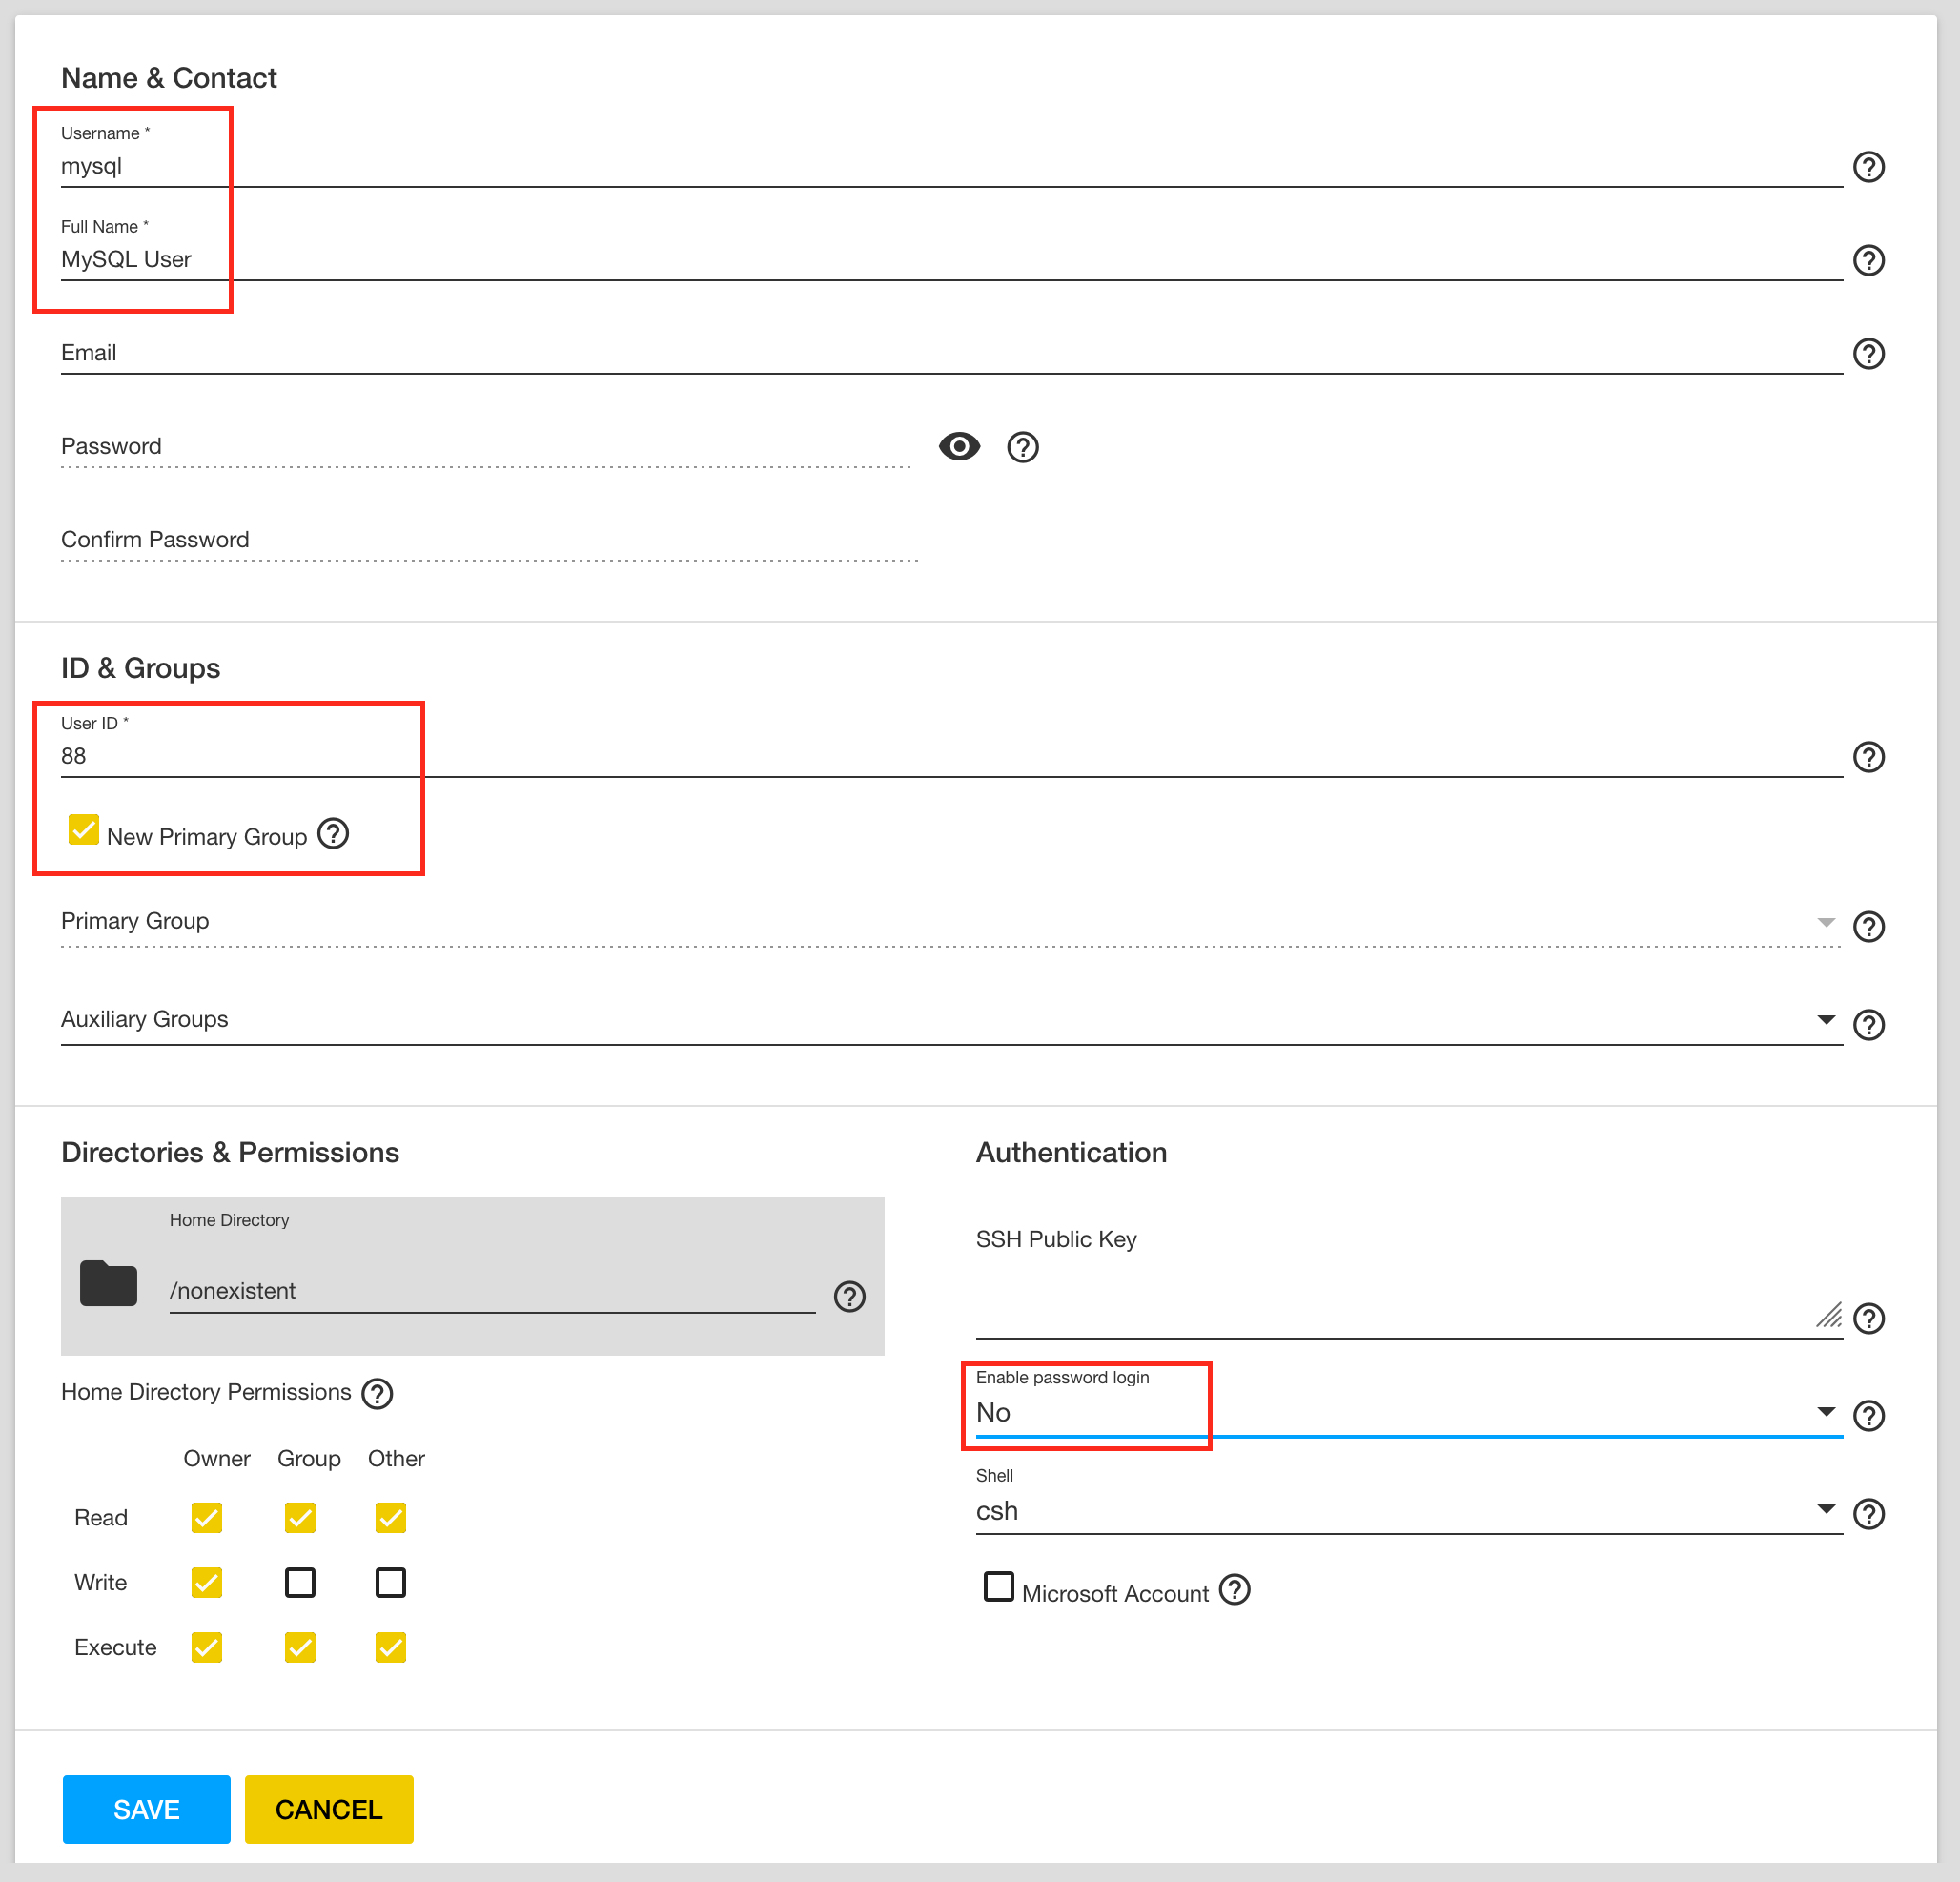 Name & Contact
Username *
mysql
Full Name *
MySQL User
Email
Password
Confirm Password
ID & Groups
User ID *
88
New Primary Group
Primary Group
Auxiliary Groups
Directories & Permissions
Home Directory
/nonexistent
Home Directory Permissions
Owner Group Other
Read
Write
Execute
Authentication
SSH Public Key
Enable password login
No
Shell
csh
Microsoft Account
SAVE CANCEL